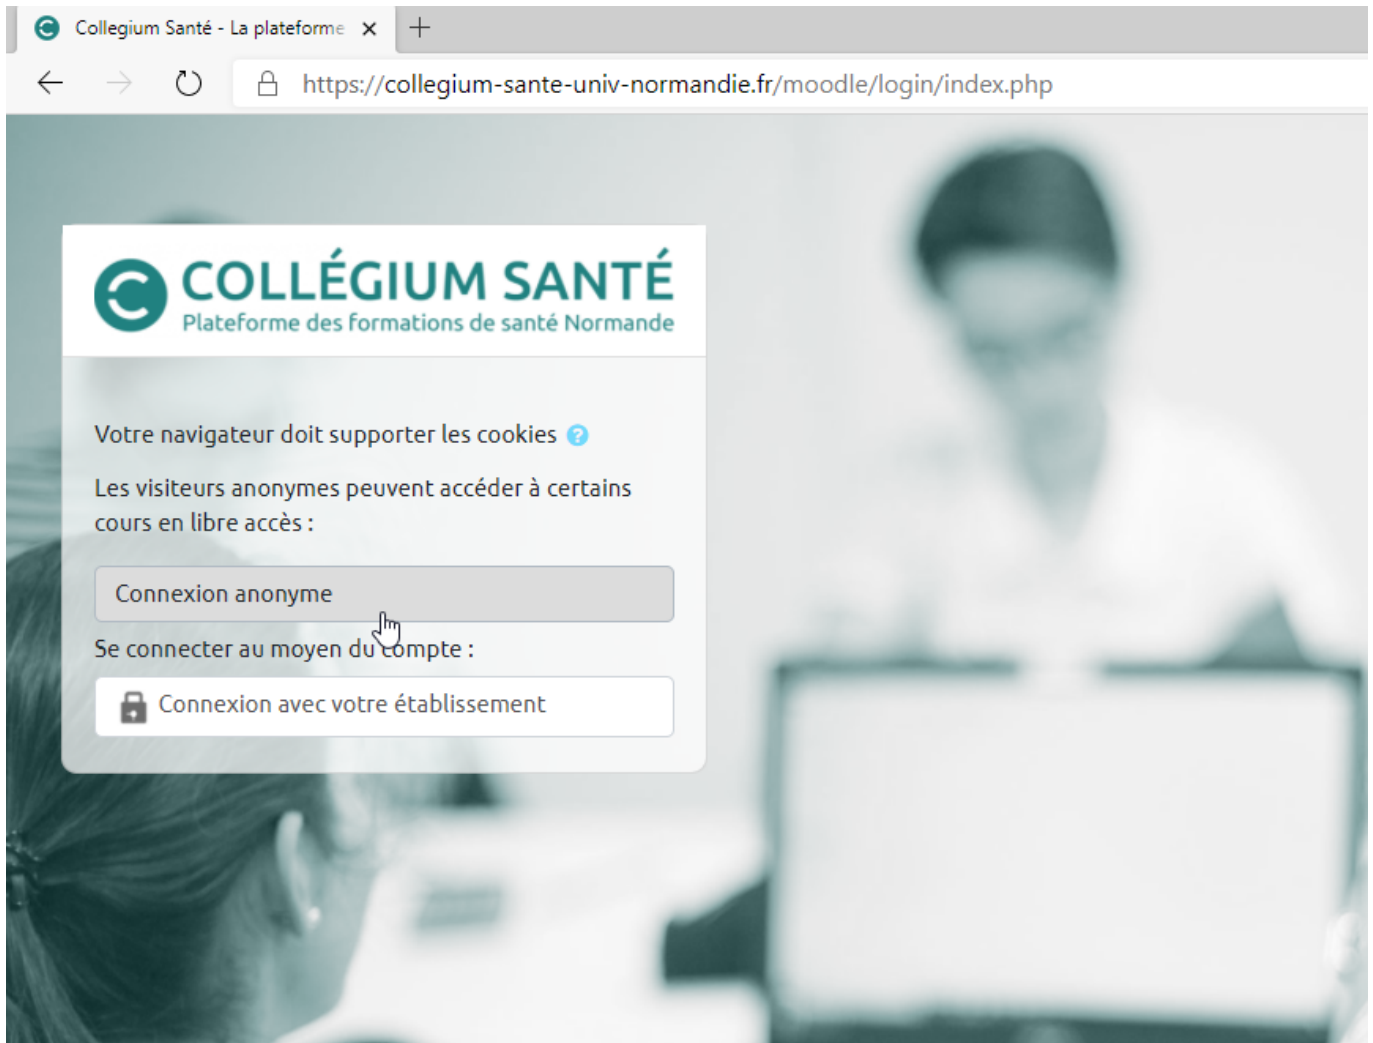 Collegium Santé - La plateforme
https://collegium-sante-univ-normandie.fr/moodle/login/index.php
COLLÉGIUM SANTÉ
Plateforme des formations de santé Normande
Votre navigateur doit supporter les cookies ?
Les visiteurs anonymes peuvent accéder à certains
cours en libre accès :
Connexion anonyme
Se connecter au moyen du compte :
Connexion avec votre établissement